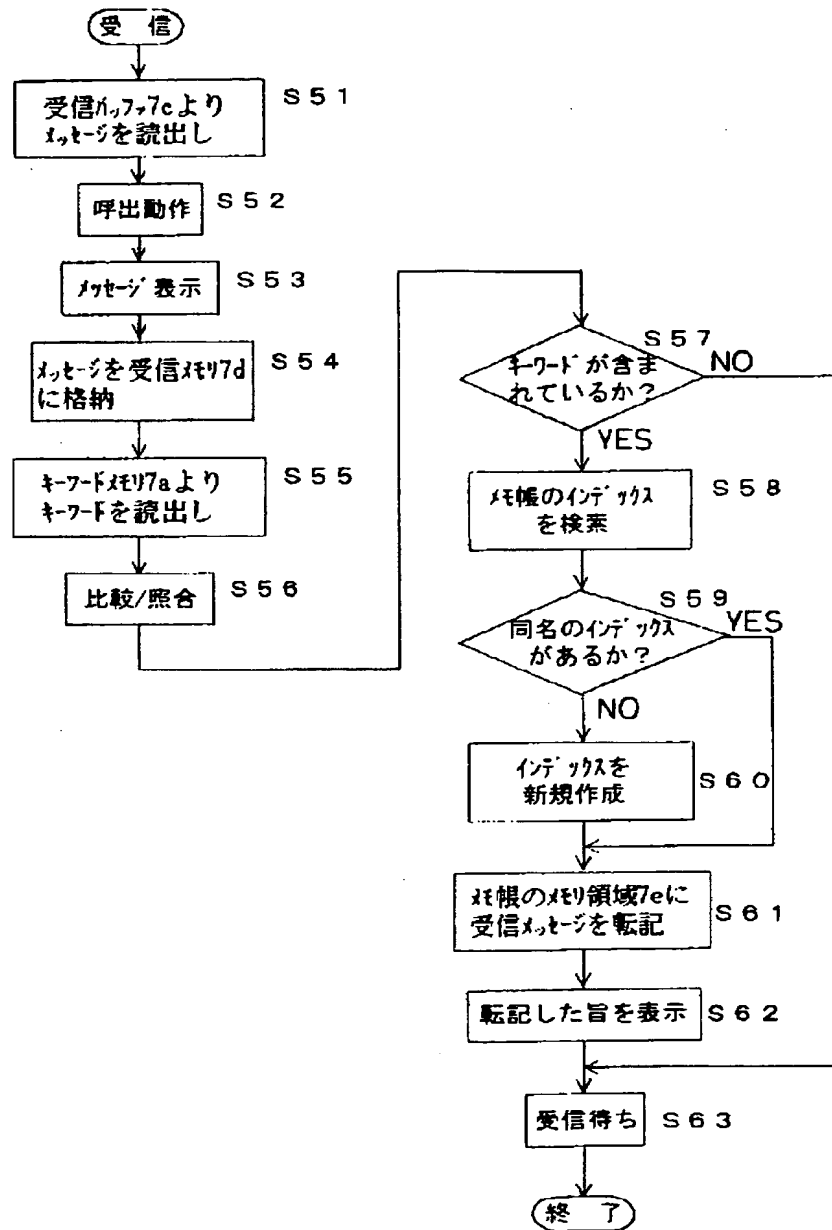 受 信
受信バッファ7cより
メッセージを読出し
S51
呼出動作
S52
メッセージ表示
S53
メッセージを受信メモリ7d
に格納
S54
キーワードメモリ7aより
キーワードを読出し
S55
比較/照合
S56
S57
キーワードが含ま
れているか?
NO
YES
メモ帳のインデックス
を検索
S58
S59
同名のインデックス
があるか?
YES
NO
インデックスを
新規作成
S60
メモ帳のメモリ領域7eに
受信メッセージを転記
S61
転記した旨を表示
S62
受信待ち
S63
終 了